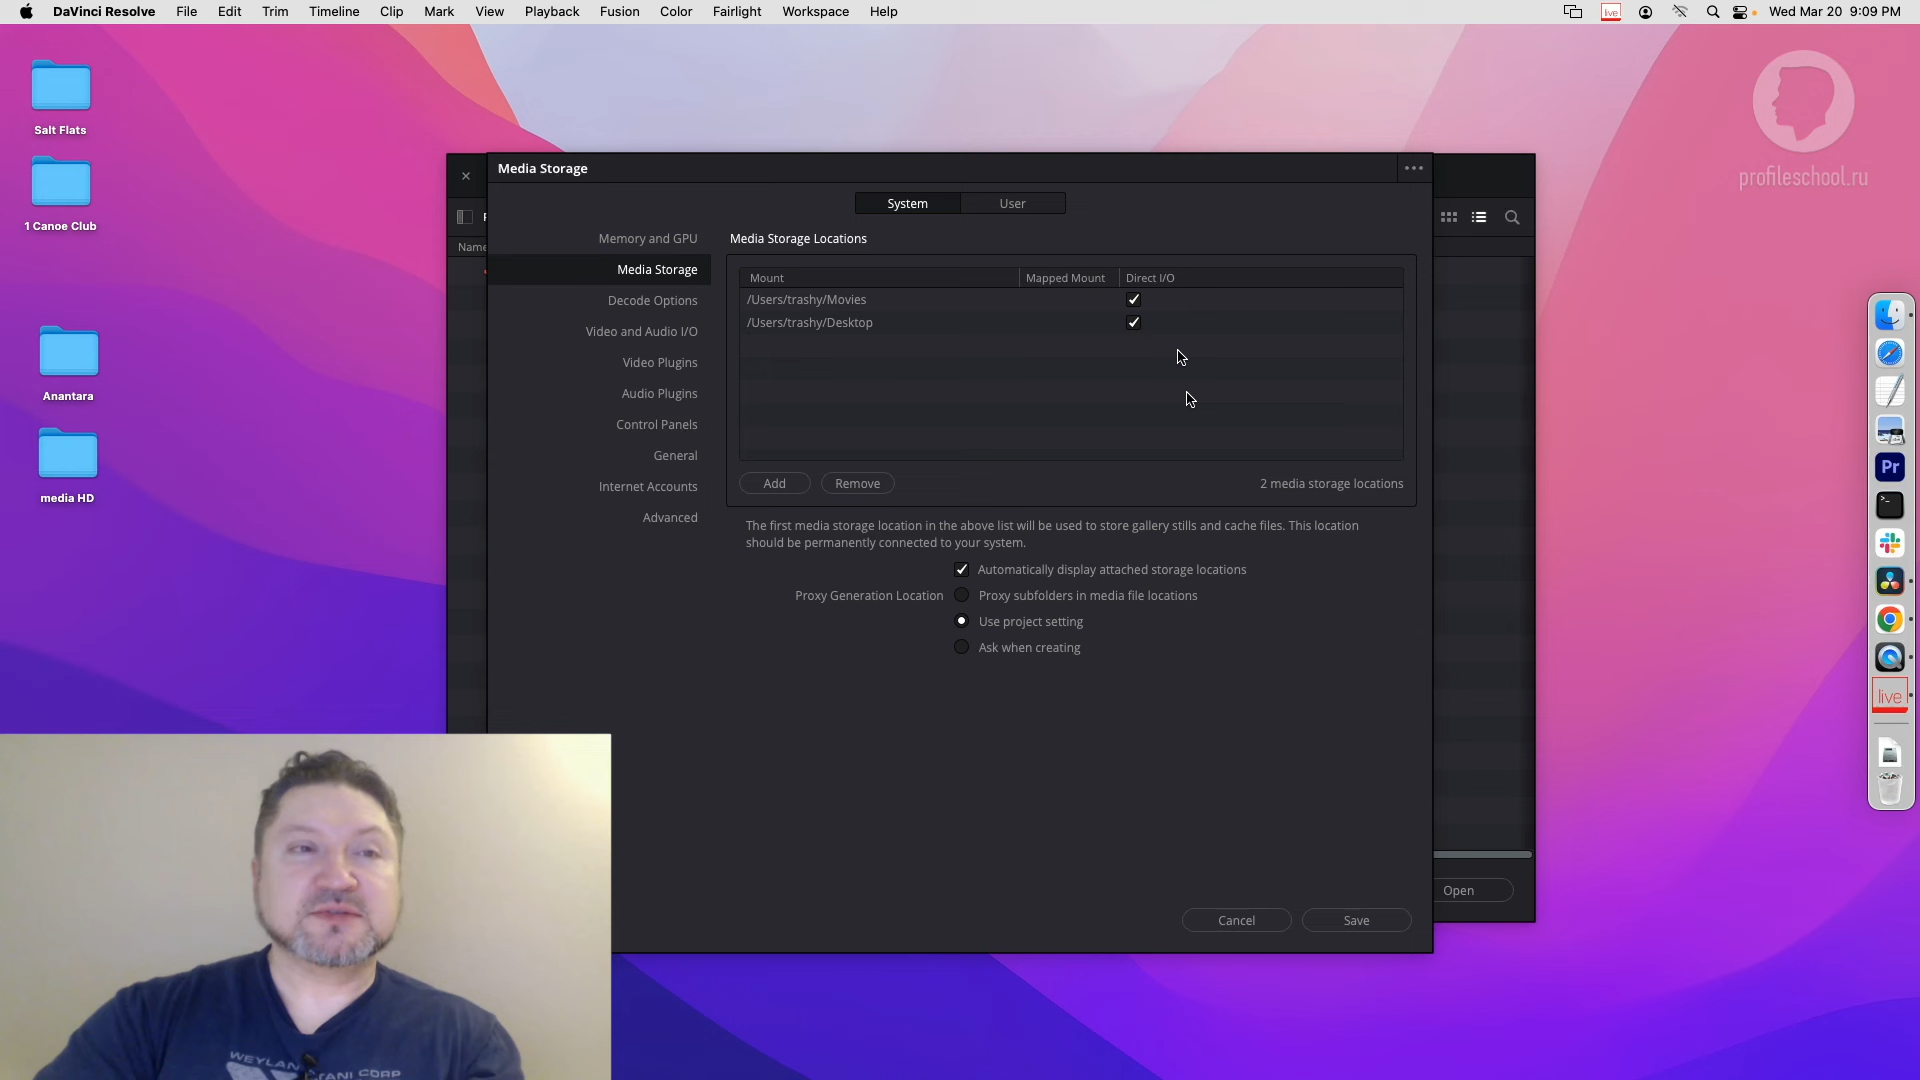 DaVinci Resolve File Edit Trim Timeline Clip Mark View Playback Fusion Color Fairlight Workspace Help live Wed Mar 20 9:09 PM
Salt Flats
1 Canoe Club
Anantara
media HD
profileschool.ru
Media Storage
System User
Name
Memory and GPU
Media Storage
Decode Options
Video and Audio I/O
Video Plugins
Audio Plugins
Control Panels
General
Internet Accounts
Advanced
Media Storage Locations
Mount Mapped Mount Direct I/O
/Users/trashy/Movies
/Users/trashy/Desktop
Add Remove 2 media storage locations
The first media storage location in the above list will be used to store gallery stills and cache files. This location
should be permanently connected to your system.
Automatically display attached storage locations
Proxy Generation Location Proxy subfolders in media file locations
Use project setting
Ask when creating
Open
Cancel Save
Pr
live